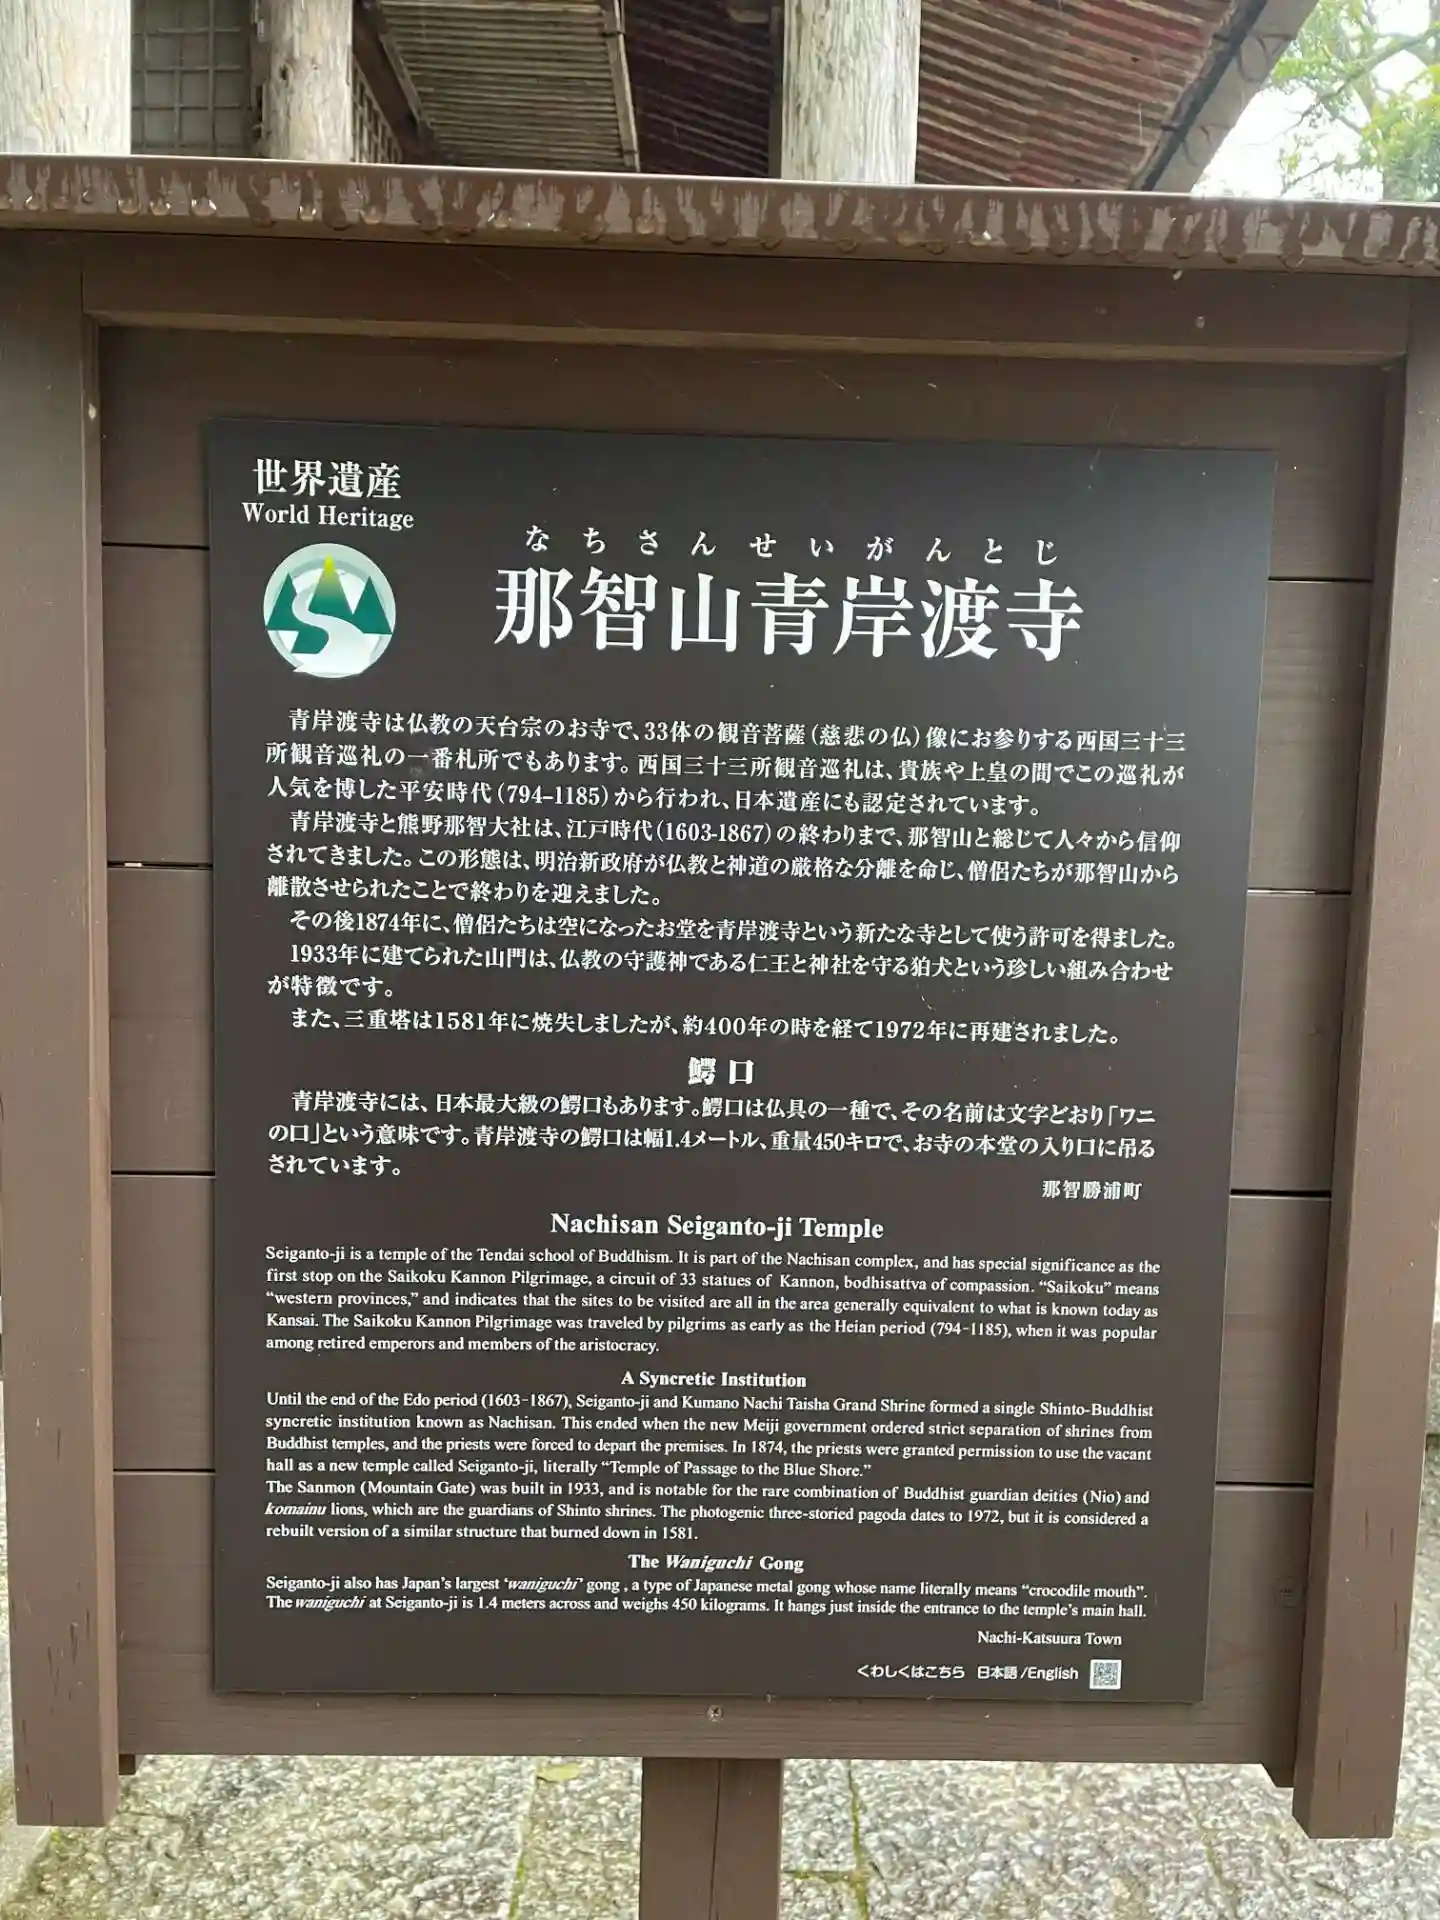 世界遺産
World Heritage
なちさんせいがんとじ
那智山青岸渡寺
青岸渡寺は仏教の天台宗のお寺で、33体の観音菩薩(慈悲の仏)像にお参りする西国三十三
所観音巡礼の一番札所でもあります。西国三十三所観音巡礼は、貴族や上皇の間でこの巡礼が
人気を博した平安時代(794-1185)から行われ、日本遺産にも認定されています。
青岸渡寺と熊野那智大社は、江戸時代(1603-1867)の終わりまで、那智山と総じて人々から信仰
されてきました。この形態は、明治新政府が仏教と神道の厳格な分離を命じ、僧侶たちが那智山から
離散させられたことで終わりを迎えました。
その後1874年に、僧侶たちは空になったお堂を青岸渡寺という新たな寺として使う許可を得ました。
1933年に建てられた山門は、仏教の守護神である仁王と神社を守る狛犬という珍しい組み合わせ
が特徴です。
また、三重塔は1581年に焼失しましたが、約400年の時を経て1972年に再建されました。
鰐口
青岸渡寺には、日本最大級の鰐口もあります。鰐口は仏具の一種で、その名前は文字どおり「ワニ
の口」という意味です。青岸渡寺の鰐口は幅1.4メートル、重量450キロで、お寺の本堂の入り口に吊る
されています。
那智勝浦町
Nachisan Seiganto-ji Temple
Seiganto-ji is a temple of the Tendai school of Buddhism. It is part of the Nachisan complex, and has special significance as the
first stop on the Saikoku Kannon Pilgrimage, a circuit of 33 statues of Kannon, bodhisattva of compassion. “Saikoku” means
“western provinces,” and indicates that the sites to be visited are all in the area generally equivalent to what is known today as
Kansai. The Saikoku Kannon Pilgrimage was traveled by pilgrims as early as the Heian period (794-1185), when it was popular
among retired emperors and members of the aristocracy.
A Syncretic Institution
Until the end of the Edo period (1603-1867), Seiganto-ji and Kumano Nachi Taisha Grand Shrine formed a single Shinto-Buddhist
syncretic institution known as Nachisan. This ended when the new Meiji government ordered strict separation of shrines from
Buddhist temples, and the priests were forced to depart the premises. In 1874, the priests were granted permission to use the vacant
hall as a new temple called Seiganto-ji, literally “Temple of Passage to the Blue Shore.”
The Sanmon (Mountain Gate) was built in 1933, and is notable for the rare combination of Buddhist guardian deities (Nio) and
komainu lions, which are the guardians of Shinto shrines. The photogenic three-storied pagoda dates to 1972, but it is considered a
rebuilt version of a similar structure that burned down in 1581.
The Waniguchi Gong
Seiganto-ji also has Japan’s largest ‘waniguchi’ gong , a type of Japanese metal gong whose name literally means “crocodile mouth”.
The waniguchi at Seiganto-ji is 1.4 meters across and weighs 450 kilograms. It hangs just inside the entrance to the temple’s main hall.
Nachi-Katsuura Town
くわしくはこちら 日本語/English